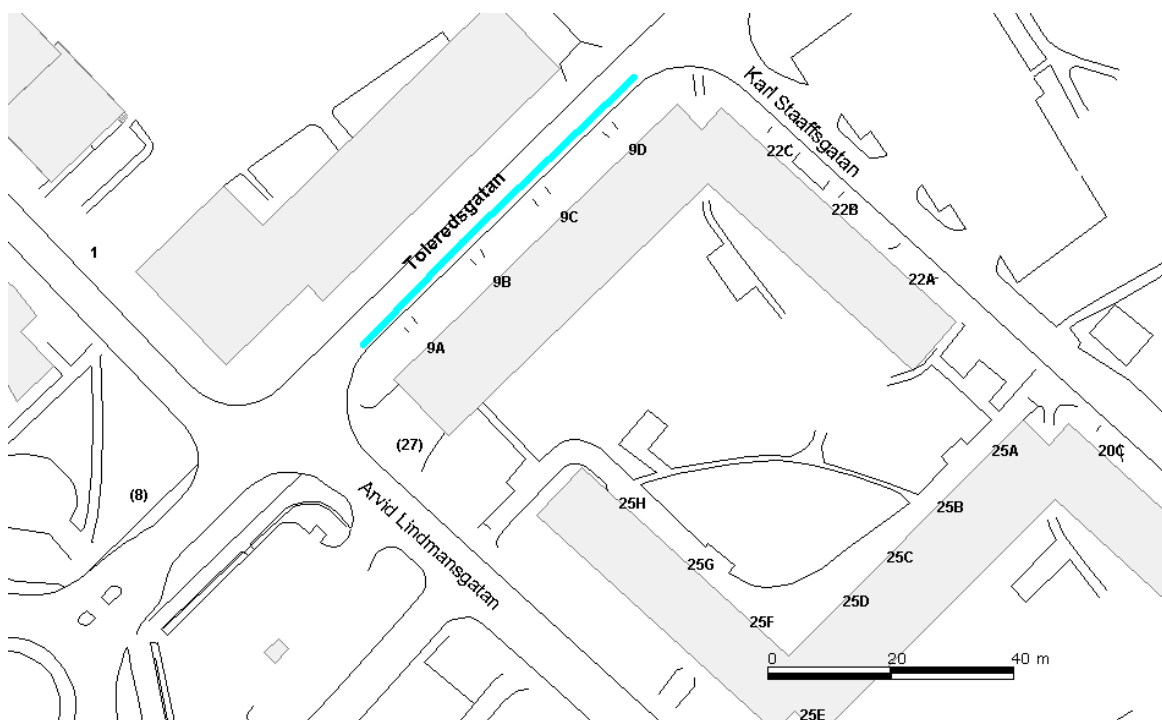 Karl Staaffsgatan
9D
22C
Toleredsgatan
9C
22B
1
9B
22A
9A
(27)
25A
20C
(8)
Arvid Lindmansgatan
25H
25B
25G
25C
25D
25F
0 20 40 m
25E